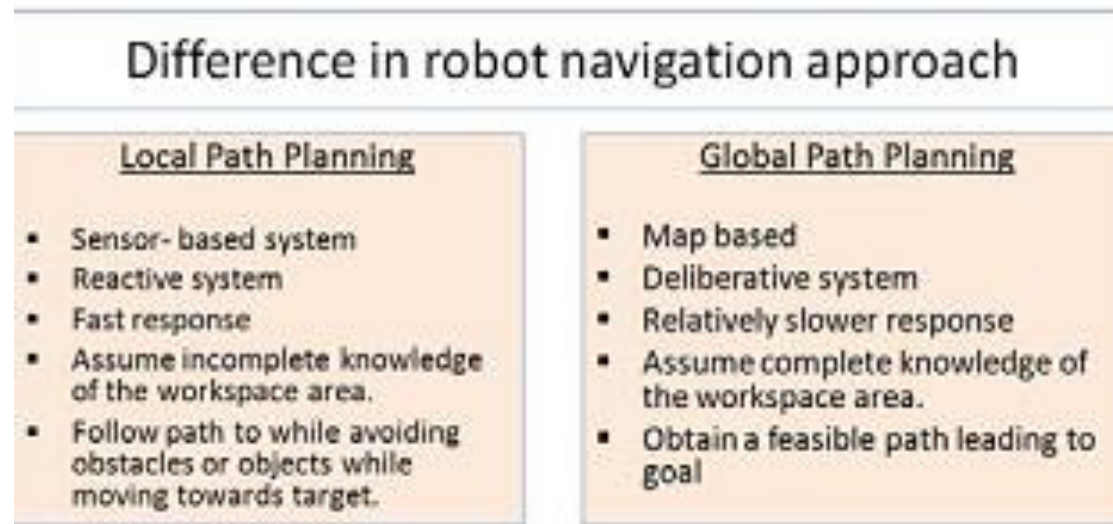 Difference in robot navigation approach
Local Path Planning
▪ Sensor- based system
▪ Reactive system
▪ Fast response
▪ Assume incomplete knowledge
of the workspace area.
▪ Follow path to while avoiding
obstacles or objects while
moving towards target.
Global Path Planning
▪ Map based
▪ Deliberative system
▪ Relatively slower response
▪ Assume complete knowledge of
the workspace area.
▪ Obtain a feasible path leading to
goal